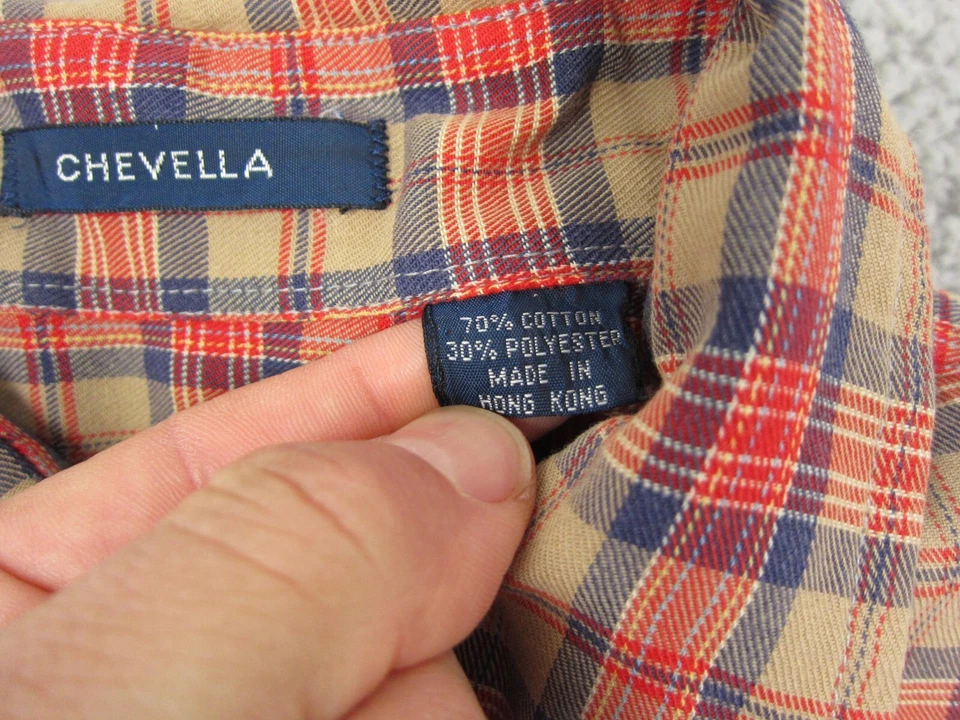 CHEVELLA
70% COTTON
30% POLYESTER
MADE IN
HONG KONG